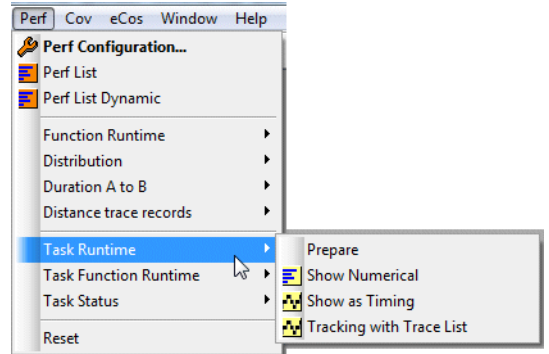 Perf Cov eCos Window Help
Perf Configuration...
Perf List
Perf List Dynamic
Function Runtime
Distribution
Duration A to B
Distance trace records
Task Runtime
Task Function Runtime
Task Status
Reset
Prepare
Show Numerical
Show as Timing
Tracking with Trace List